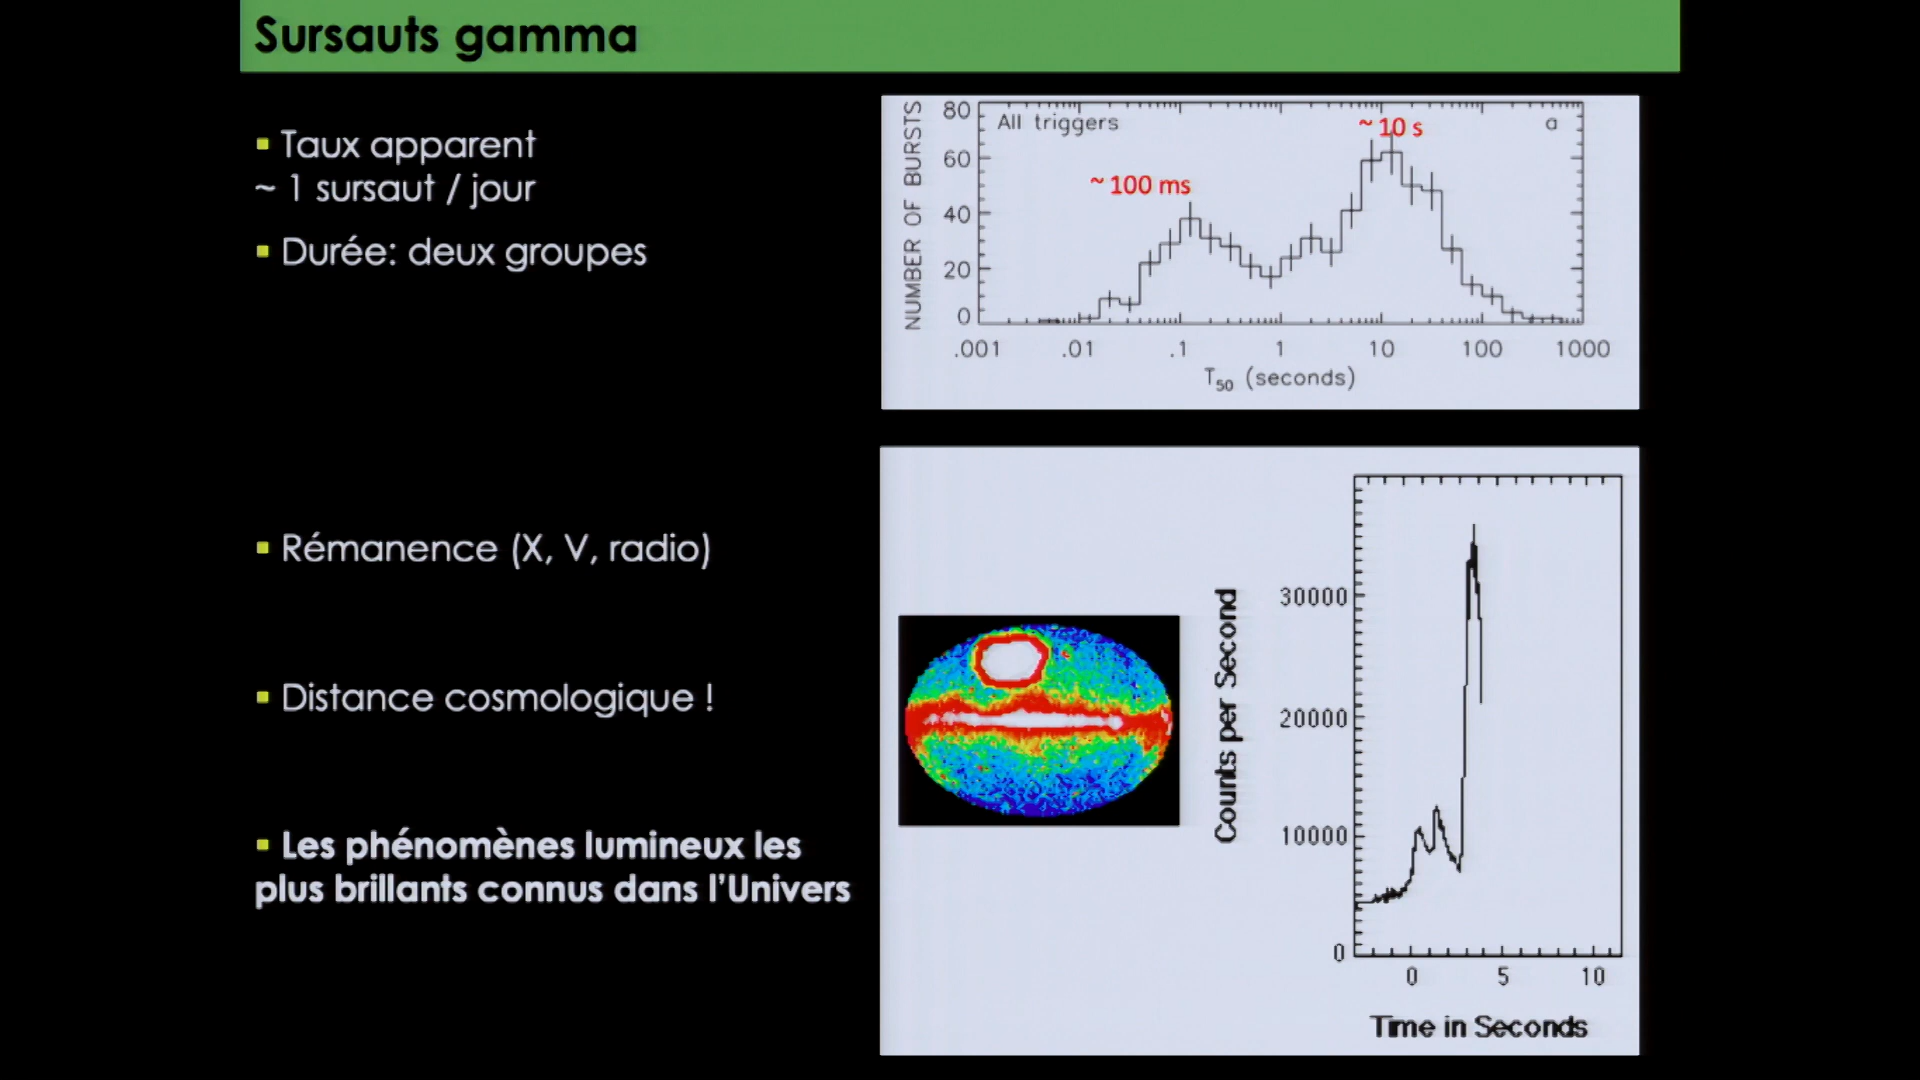 Sursauts gamma
▪ Taux apparent
~ 1 sursaut / jour
▪ Durée: deux groupes
▪ Rémanence (X, V, radio)
▪ Distance cosmologique !
▪ Les phénomènes lumineux les
plus brillants connus dans l’Univers
NUMBER OF BURSTS
80
60
40
20
0
All triggers
~ 100 ms
~ 10 s
a
.001
.01
.1
1
10
100
1000
T50 (seconds)
Counts per Second
30000
20000
10000
0
0
5
10
Time in Seconds